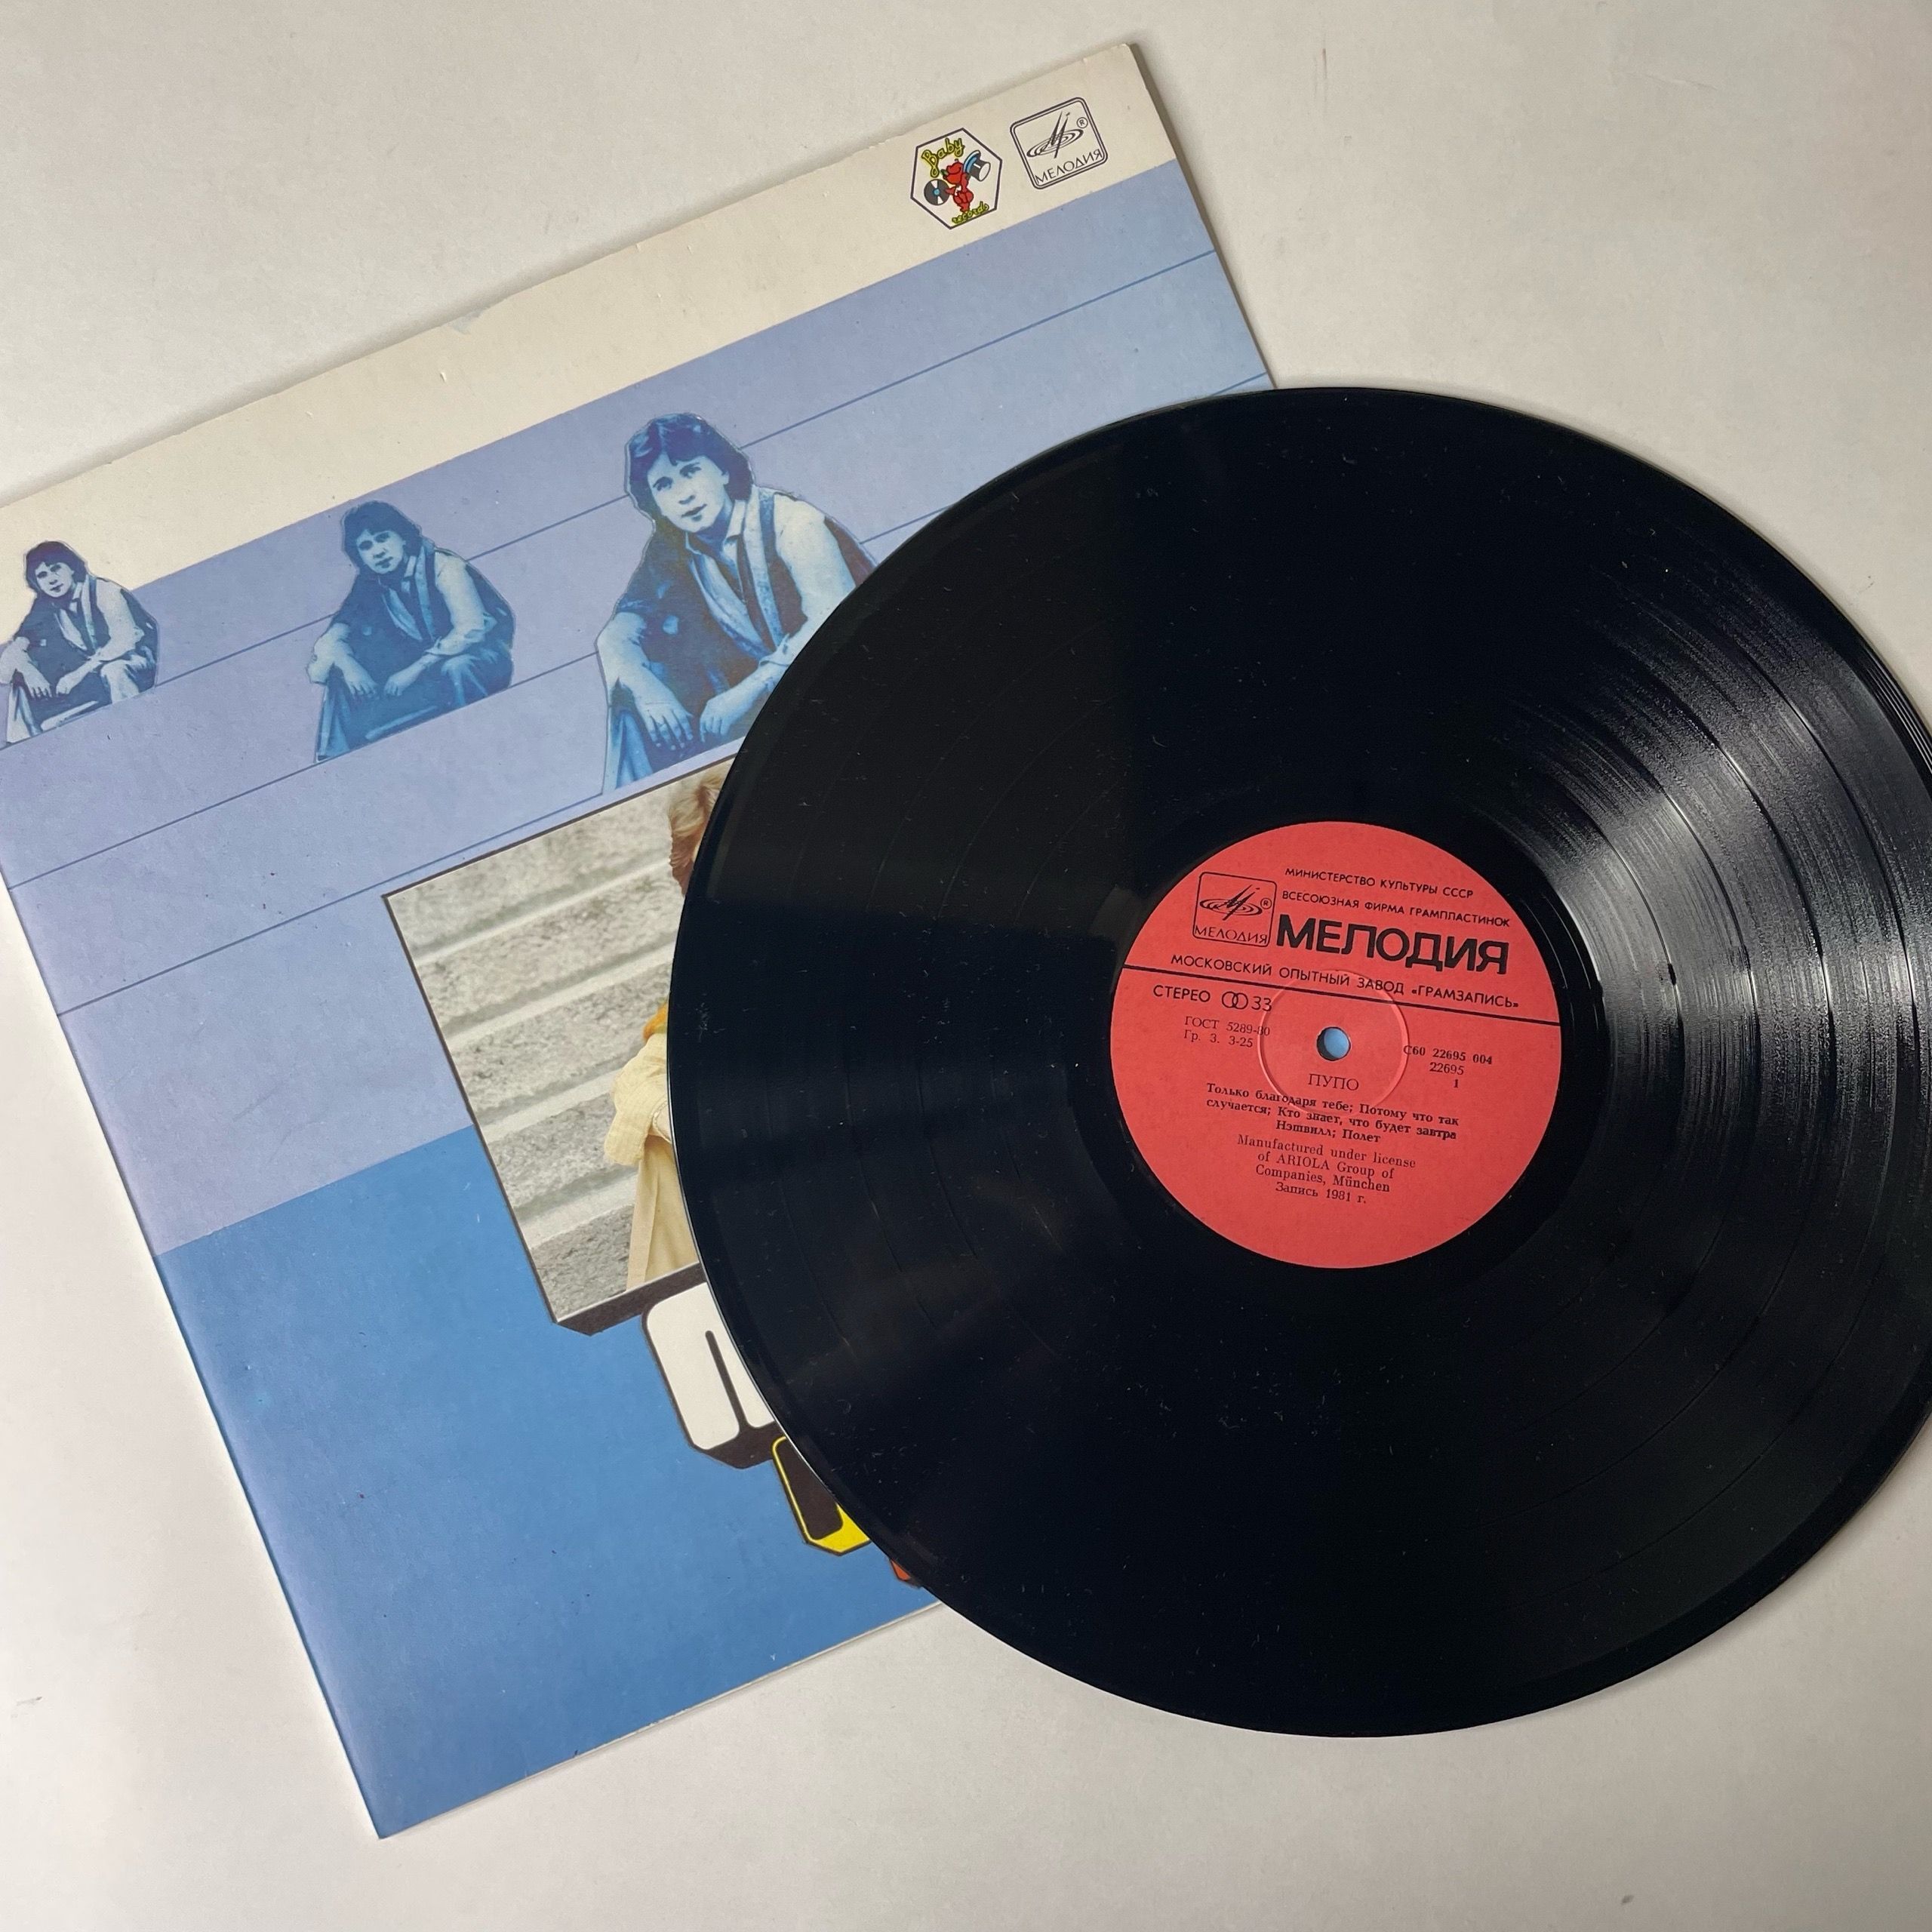 Baby
records
МЕЛОДИЯ
МИНИСТЕРСТВО КУЛЬТУРЫ СССР
ВСЕСОЮЗНАЯ ФИРМА ГРАМПЛАСТИНОК
МЕЛОДИЯ МЕЛОДИЯ
МОСКОВСКИЙ ОПЫТНЫЙ ЗАВОД «ГРАМЗАПИСЬ»
СТЕРЕО 33
ГОСТ 5289-80
Гр. 3. 3-25
С60 22695 004
22695
1
ПУПО
Только благодаря тебе; Потому что так
случается; Кто знает, что будет завтра
Нэшвилл; Полет
Manufactured under license
of ARIOLA Group of
Companies, München
Запись 1981 г.